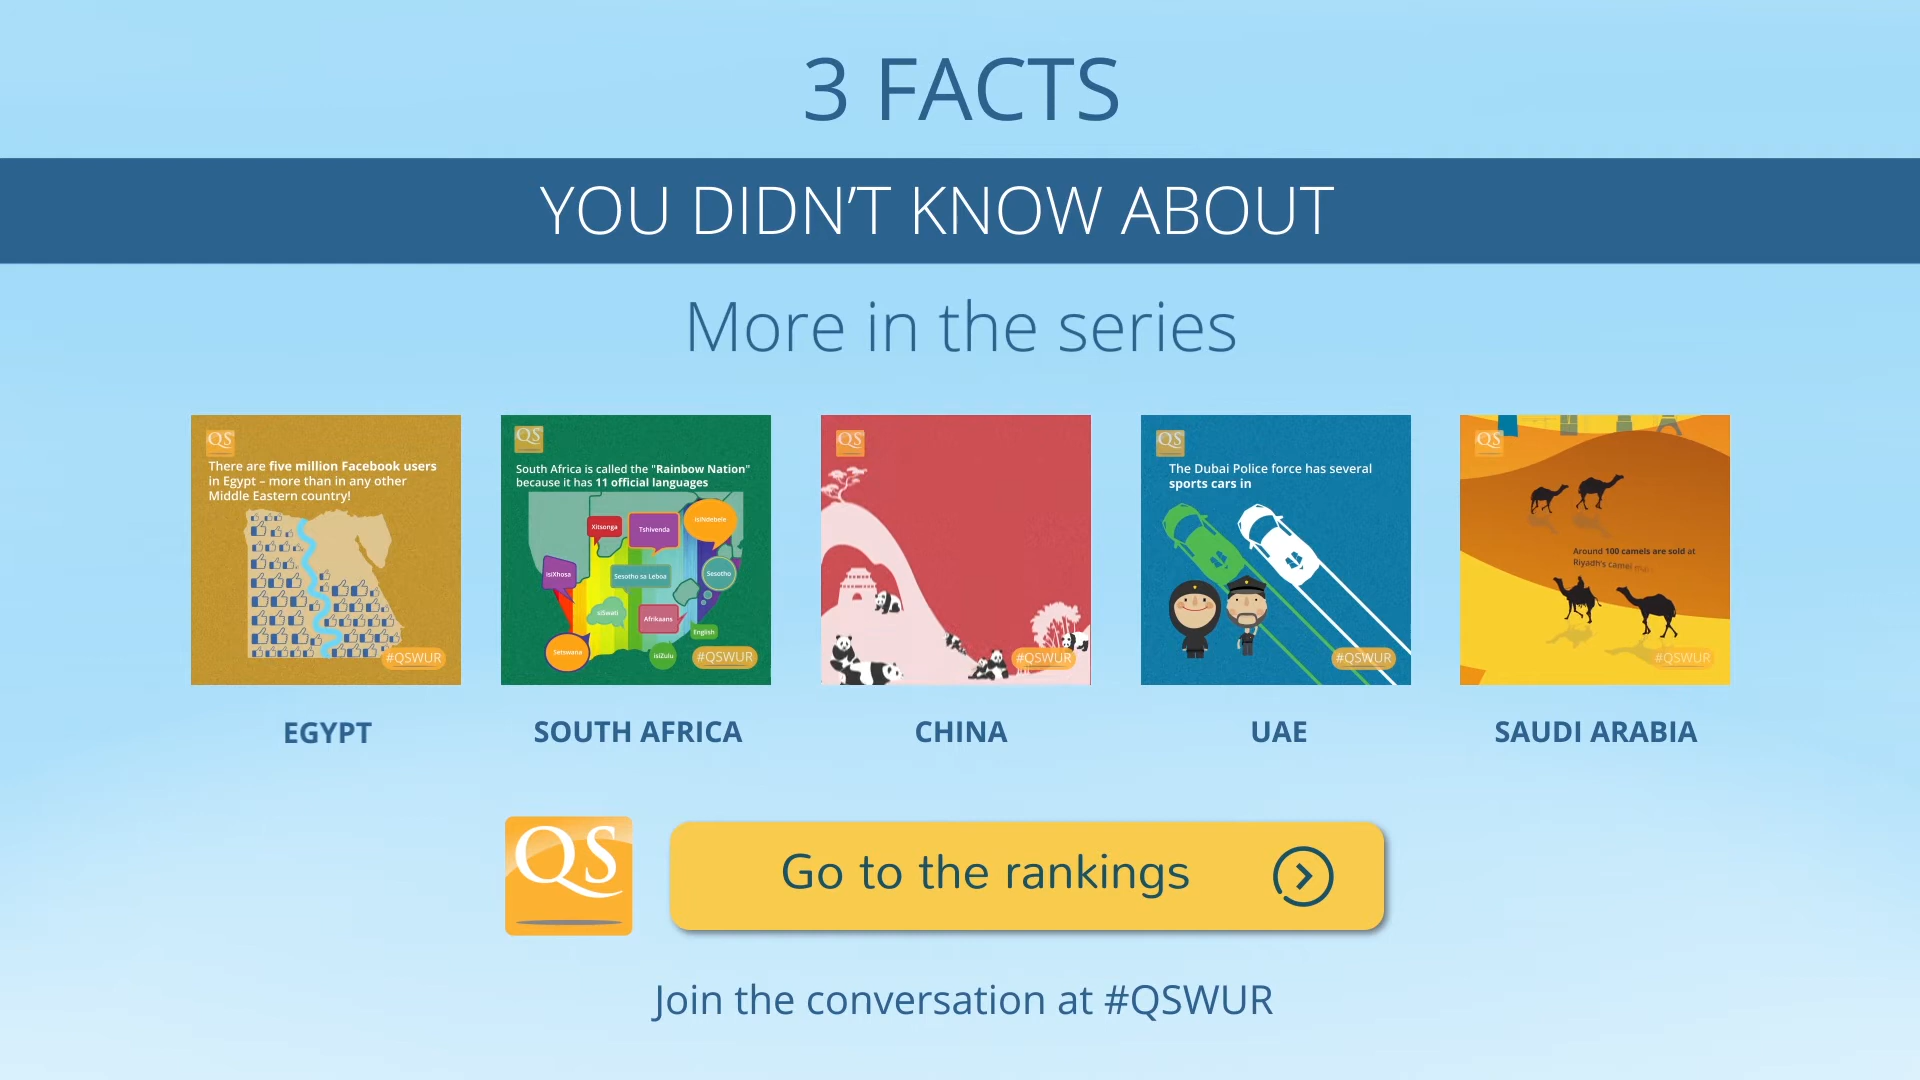 3 FACTS
YOU DIDN'T KNOW ABOUT
More in the series
QS
There are five million Facebook users
in Egypt – more than in any other
Middle Eastern country!
#QSWUR
EGYPT
QS
South Africa is called the "Rainbow Nation"
because it has 11 official languages
Xitsonga
Tshivenda
isiNdebele
isiXhosa
Sesotho sa Leboa
Sesotho
siSwati
Afrikaans
English
Setswana
isiZulu
#QSWUR
SOUTH AFRICA
QS
#QSWUR
CHINA
QS
The Dubai Police force has several
sports cars in
#QSWUR
UAE
QS
Around 100 camels are sold at
Riyadh's camel
#QSWUR
SAUDI ARABIA
QS
Go to the rankings
Join the conversation at #QSWUR